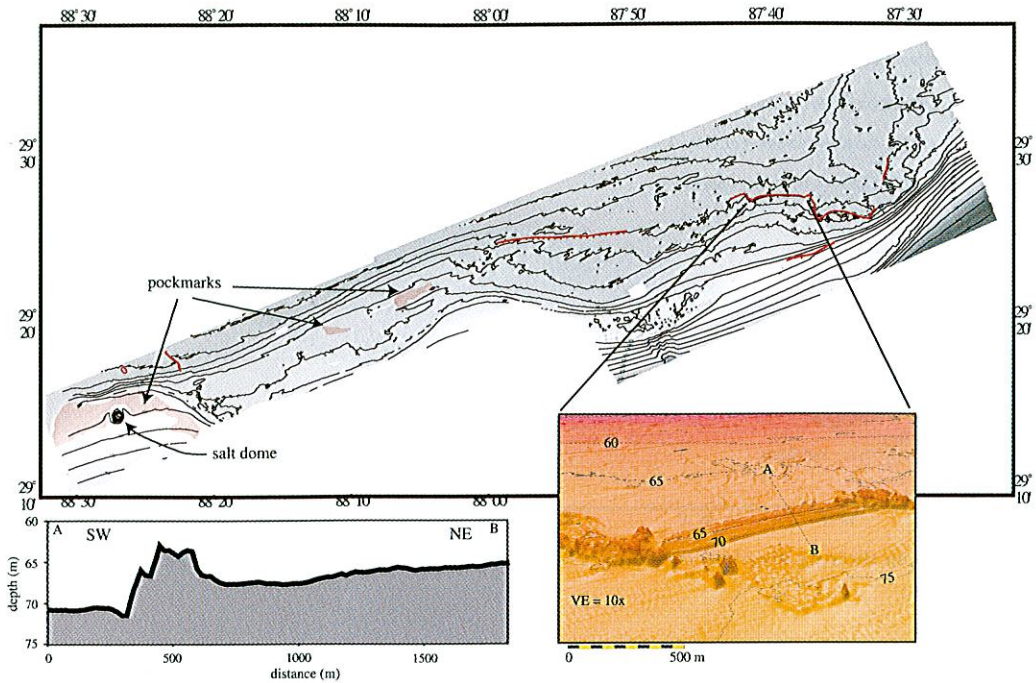 88° 30' 88° 20' 88° 10' 88° 00' 87° 50' 87° 40' 87° 30'
29° 30' 29° 30'
pockmarks
29° 20' 29° 20'
salt dome
60
A
65
65
70
B
75
VE = 10x
0 500 m
29° 10' 29° 10'
88° 30' 88° 20' 88° 10' 88° 00'
A SW NE B
60
65
70
75
depth (m)
0 500 1000 1500
distance (m)